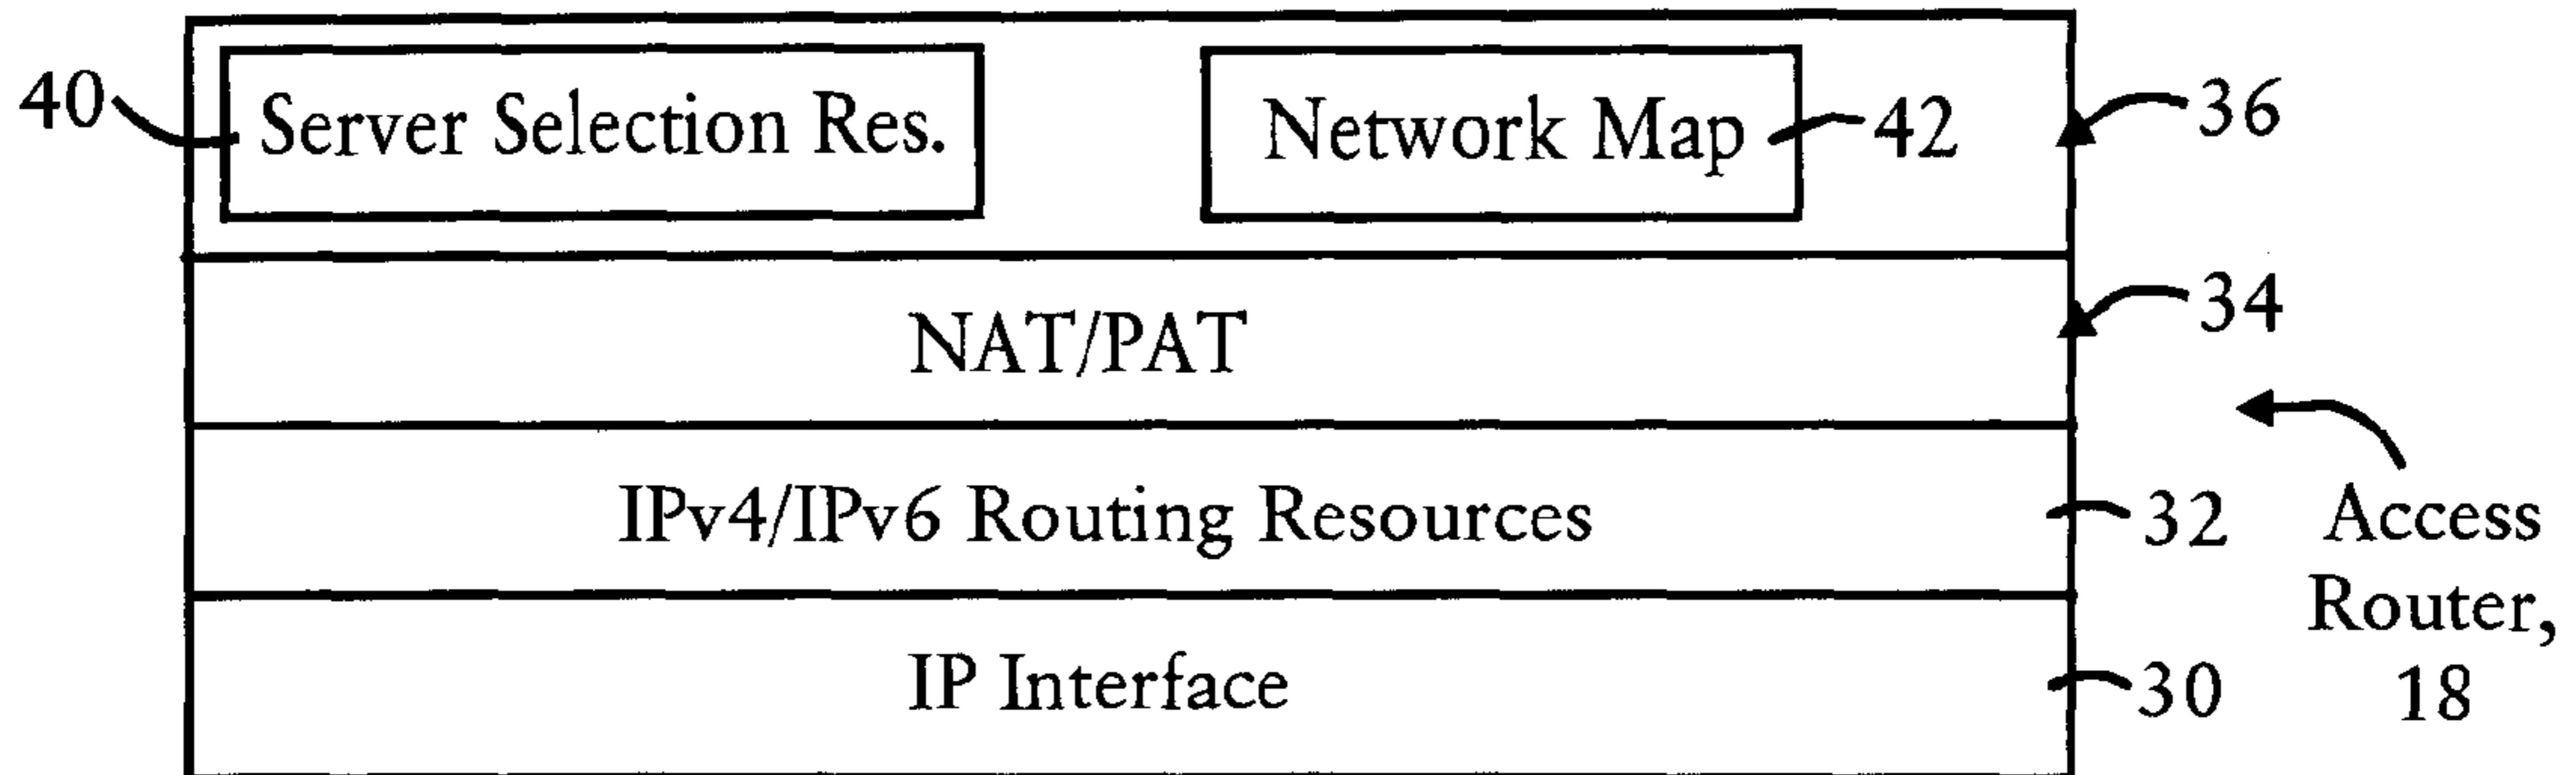 40
Server Selection Res.
Network Map
42
36
NAT/PAT
34
IPv4/IPv6 Routing Resources
32
IP Interface
30
Access
Router,
18